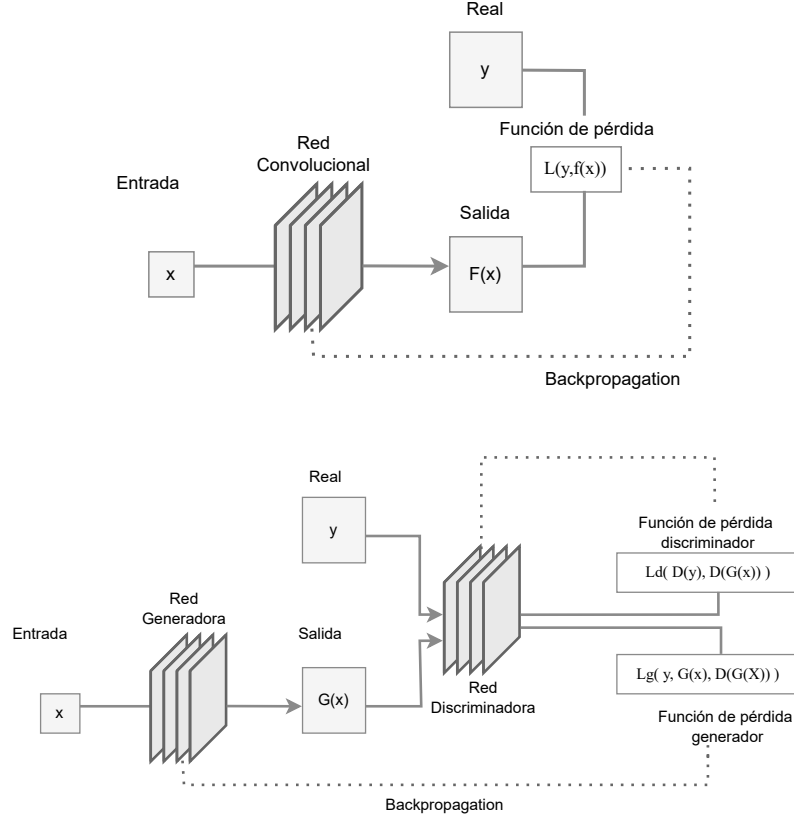 Real
y
Función de pérdida
L(y,f(x))
Red
Convolucional
Entrada
x
Salida
F(x)
Backpropagation
Real
y
Función de pérdida
discriminador
Ld( D(y), D(G(x)) )
Red
Generadora
Entrada
x
Salida
G(x)
Red
Discriminadora
Lg( y, G(x), D(G(X)) )
Función de pérdida
generador
Backpropagation